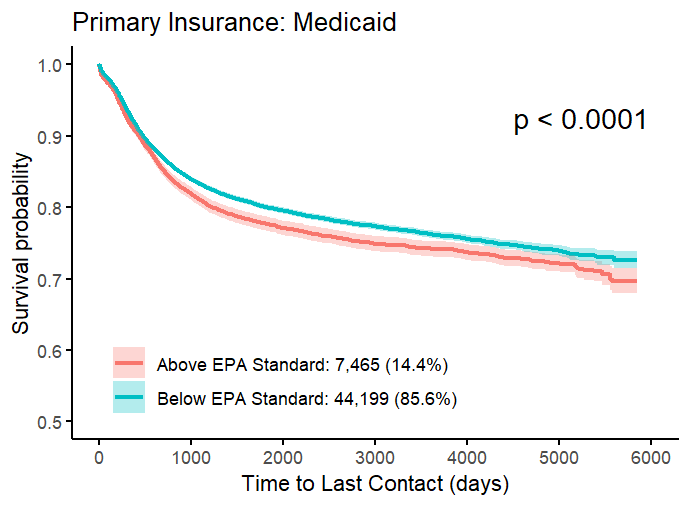 Primary Insurance: Medicaid
1.0
0.9
0.8
0.7
0.6
0.5
Survival probability
p < 0.0001
Above EPA Standard: 7,465 (14.4%)
Below EPA Standard: 44,199 (85.6%)
0 1000 2000 3000 4000 5000 6000
Time to Last Contact (days)